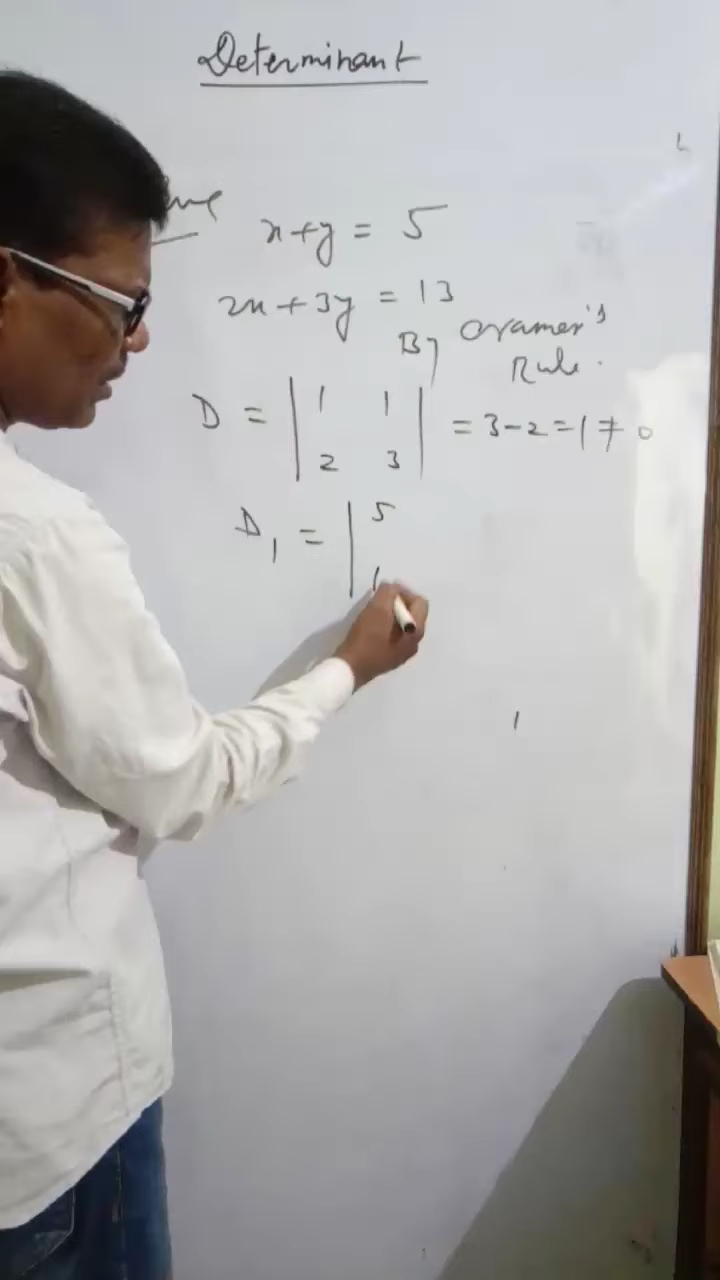 Determinant
x+y = 5
2x + 3y = 13
By Cramer's
Rule.
D = | 1 1 | = 3-2 = 1 ≠ 0
| 2 3 |
D1 = | 5
1